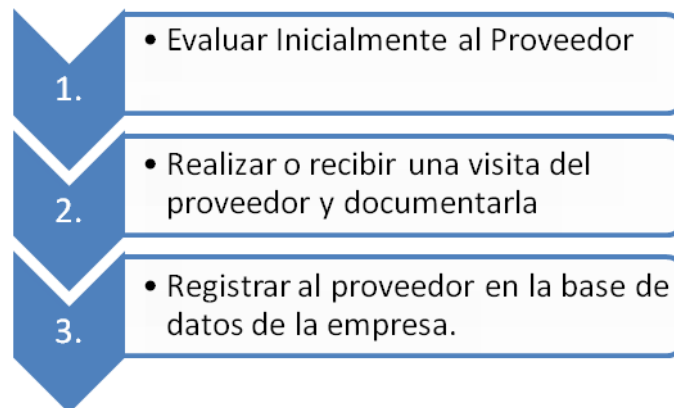 1.
• Evaluar Inicialmente al Proveedor
2.
• Realizar o recibir una visita del
proveedor y documentarla
3.
• Registrar al proveedor en la base de
datos de la empresa.